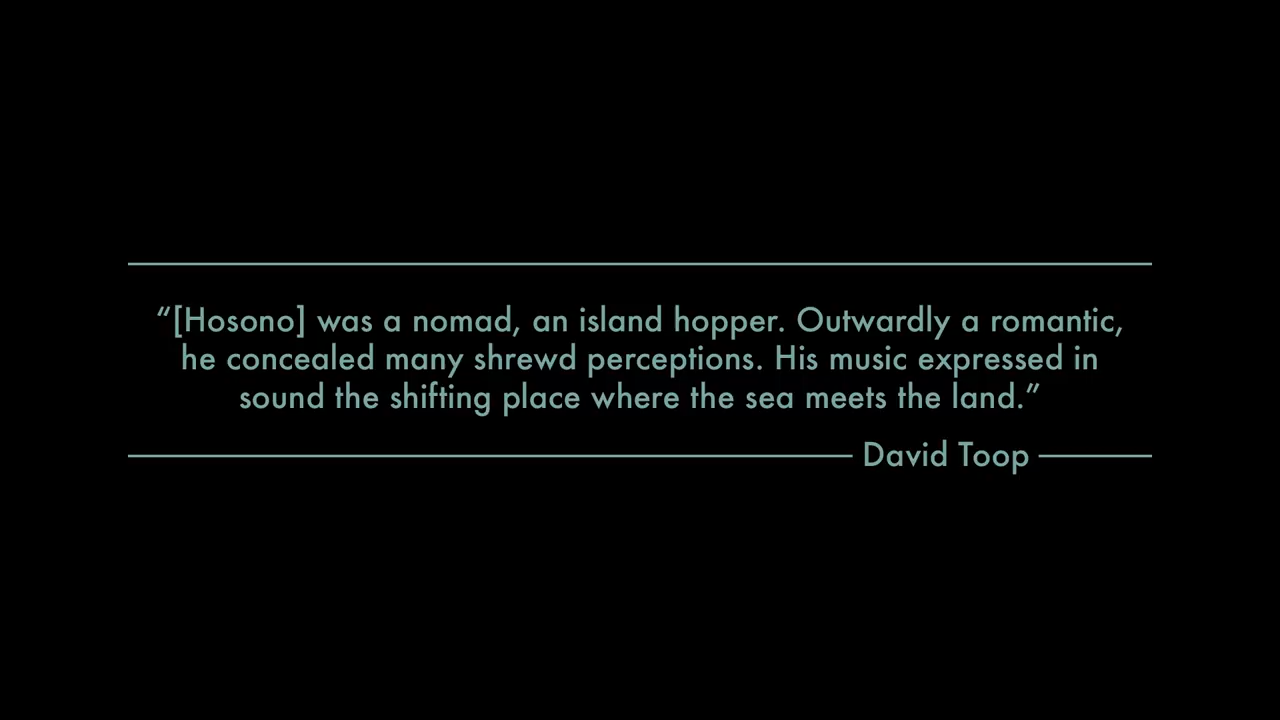 “[Hosono] was a nomad, an island hopper. Outwardly a romantic,
he concealed many shrewd perceptions. His music expressed in
sound the shifting place where the sea meets the land.”
David Toop